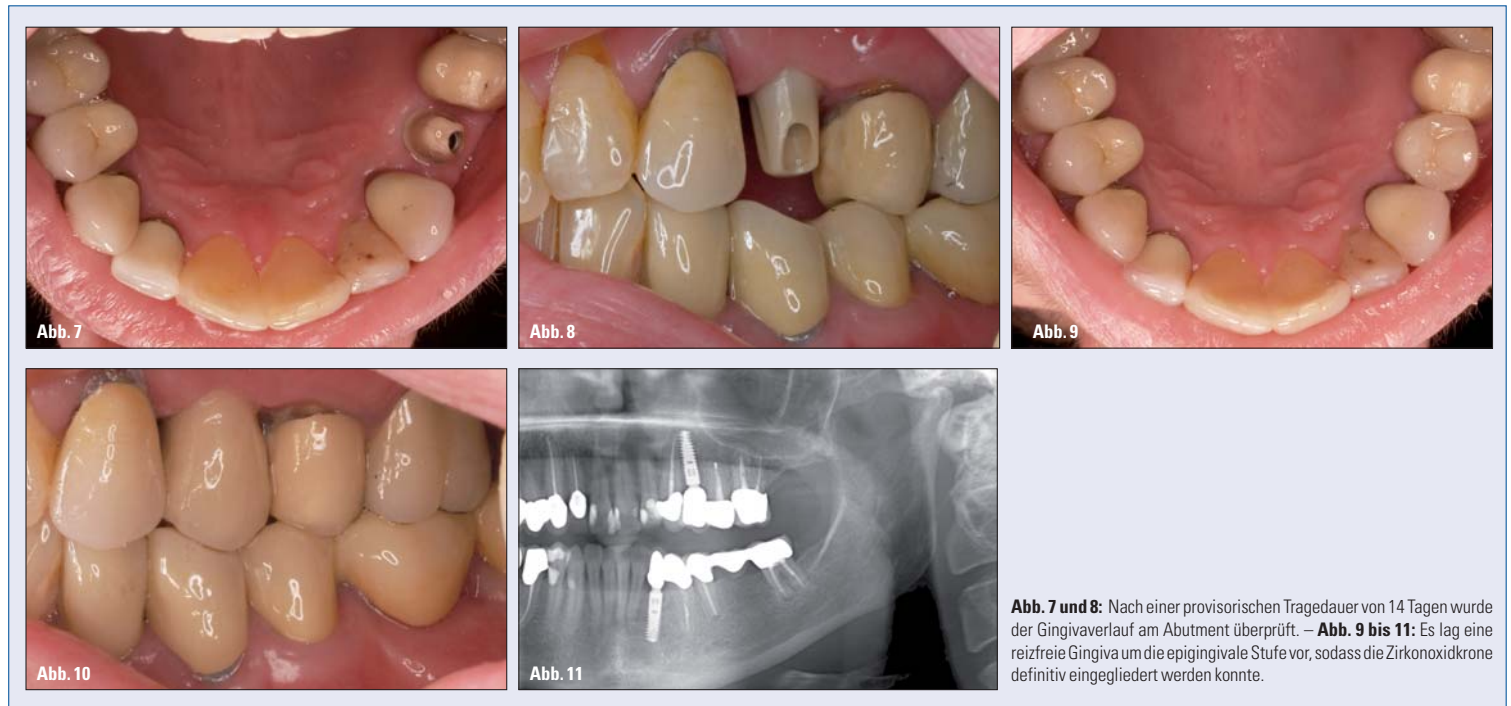 Abb. 7
Abb. 8
Abb. 9
Abb. 10
Abb. 11
Abb. 7 und 8: Nach einer provisorischen Tragedauer von 14 Tagen wurde
der Gingivaverlauf am Abutment überprüft. – Abb. 9 bis 11: Es lag eine
reizfreie Gingiva um die epigingivale Stufe vor, sodass die Zirkonoxidkrone
definitiv eingegliedert werden konnte.